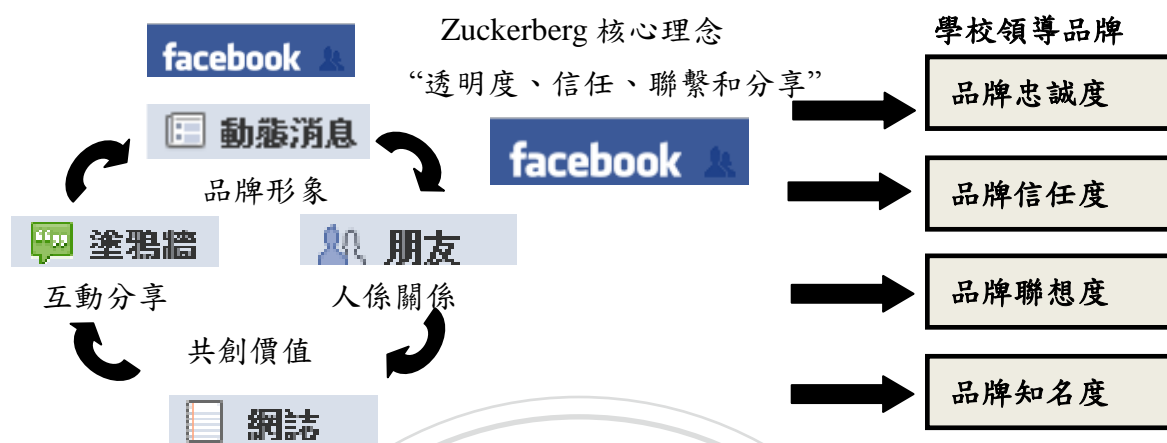 facebook
動態消息
品牌形象
塗鴉牆
朋友
互動分享
人係關係
共創價值
網誌
Zuckerberg 核心理念
“透明度、信任、聯繫和分享”
facebook
學校領導品牌
品牌忠誠度
品牌信任度
品牌聯想度
品牌知名度